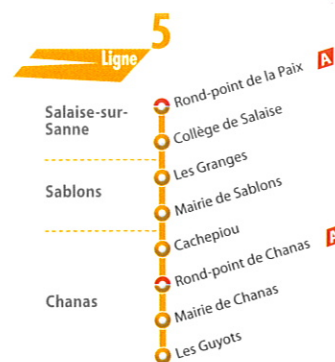 5
Ligne
Rond-point de la Paix A
Salaise-sur-
Sanne
Collège de Salaise
Les Granges
Sablons
Mairie de Sablons
Cachepiou
Rond-point de Chanas A
Chanas
Mairie de Chanas
Les Guyots